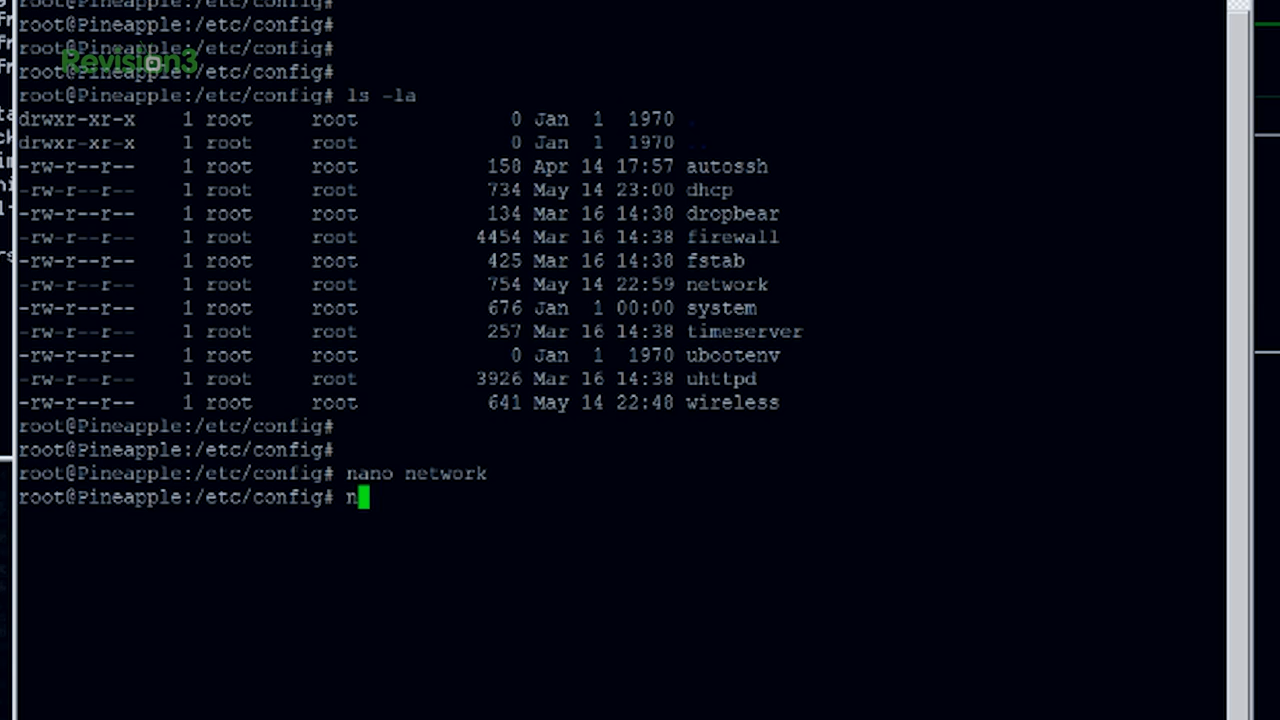 root@Pineapple:/etc/config#
root@Pineapple:/etc/config#
root@Pineapple:/etc/config#
Revision3
root@Pineapple:/etc/config#
root@Pineapple:/etc/config# ls -la
drwxr-xr-x 1 root root 0 Jan 1 1970 .
drwxr-xr-x 1 root root 0 Jan 1 1970 ..
-rw-r--r-- 1 root root 158 Apr 14 17:57 autossh
-rw-r--r-- 1 root root 734 May 14 23:00 dhcp
-rw-r--r-- 1 root root 134 Mar 16 14:38 dropbear
-rw-r--r-- 1 root root 4454 Mar 16 14:38 firewall
-rw-r--r-- 1 root root 425 Mar 16 14:38 fstab
-rw-r--r-- 1 root root 754 May 14 22:59 network
-rw-r--r-- 1 root root 676 Jan 1 00:00 system
-rw-r--r-- 1 root root 257 Mar 16 14:38 timeserver
-rw-r--r-- 1 root root 0 Jan 1 1970 ubootenv
-rw-r--r-- 1 root root 3926 Mar 16 14:38 uhttpd
-rw-r--r-- 1 root root 641 May 14 22:48 wireless
root@Pineapple:/etc/config#
root@Pineapple:/etc/config#
root@Pineapple:/etc/config# nano network
root@Pineapple:/etc/config# n